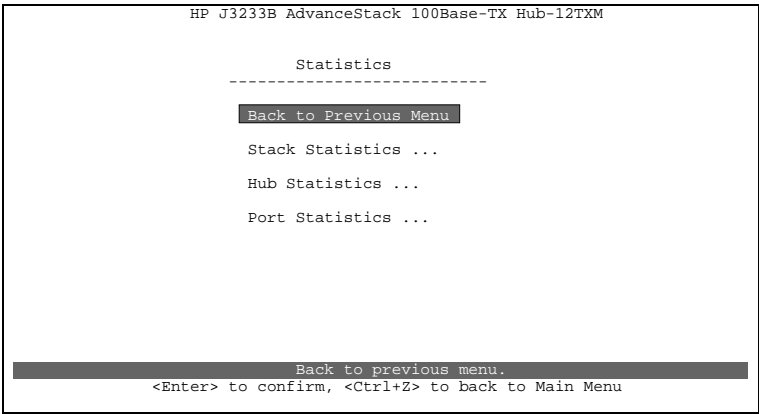 HP J3233B AdvanceStack 100Base-TX Hub-12TXM
Statistics
---------------------------
Back to Previous Menu
Stack Statistics ...
Hub Statistics ...
Port Statistics ...
Back to previous menu.
<Enter> to confirm, <Ctrl+Z> to back to Main Menu